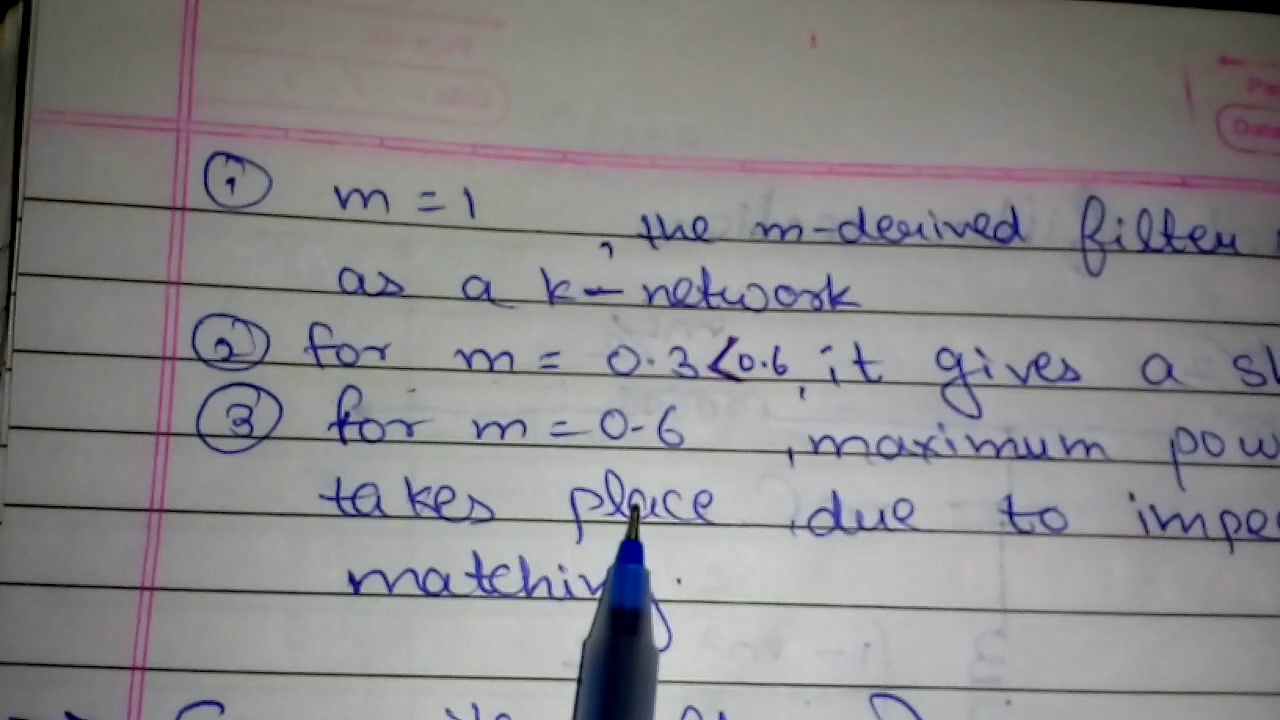 ① m = 1 , the m-derived filter
as a k-network
② for m = 0.3<0.6, it gives a
③ for m = 0.6 , maximum
takes place , due to
matching.